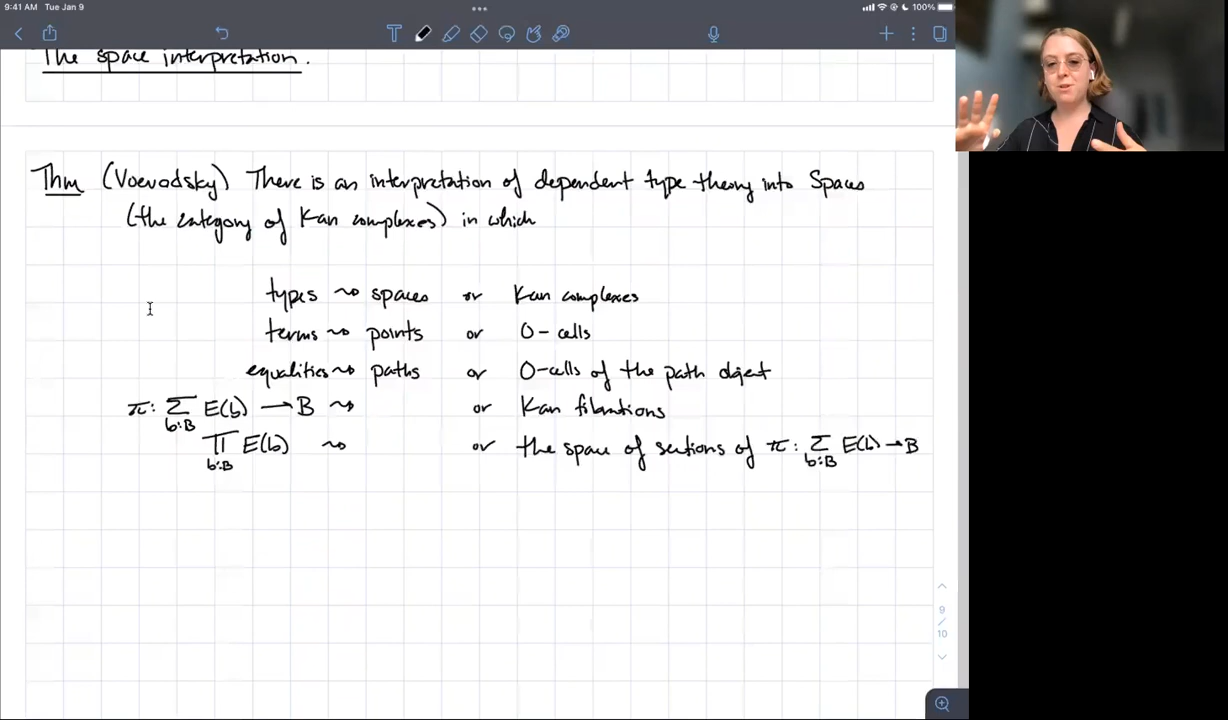 9:41 AM Tue Jan 9
100%
The space interpretation.
Thm (Voevodsky) There is an interpretation of dependent type theory into Spaces
(the category of Kan complexes) in which
types ⇝ spaces or Kan complexes
terms ⇝ points or 0-cells
equalities ⇝ paths or 0-cells of the path object
π: Σ_{b:B} E(b) → B ⇝ or Kan fibrations
Π_{b:B} E(b) ⇝ or the space of sections of π: Σ_{b:B} E(b) → B
9
/
10